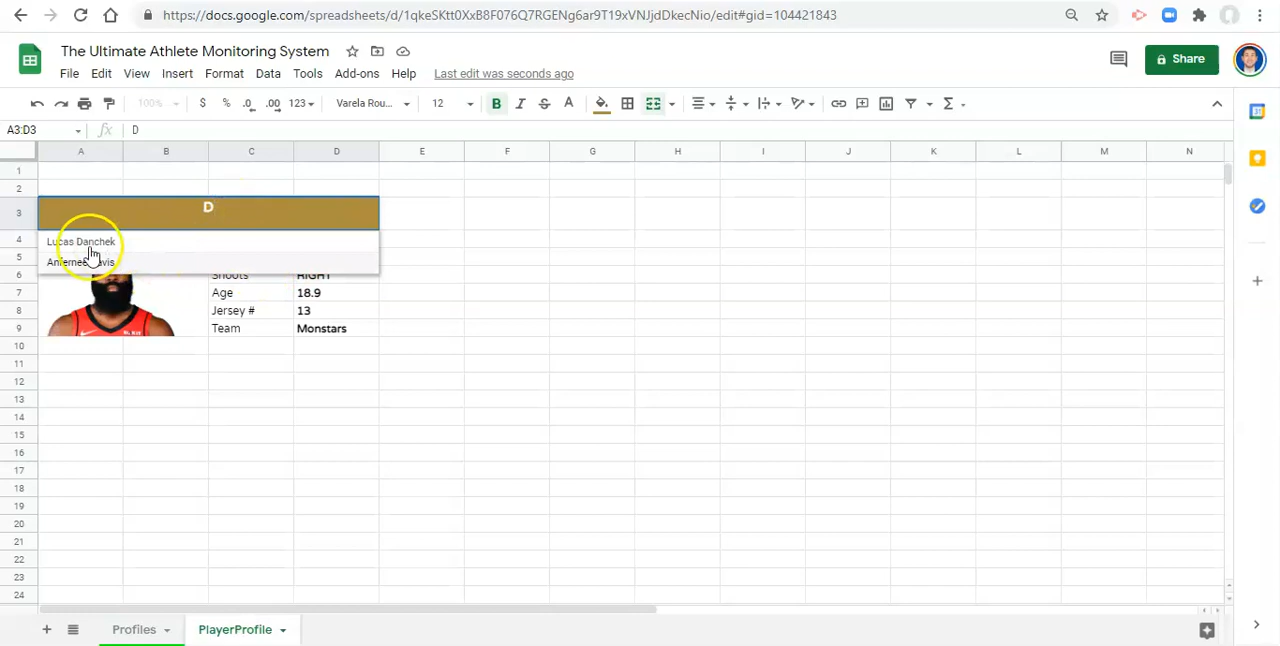 https://docs.google.com/spreadsheets/d/1qkeSKtt0XxB8F076Q7RGENg6ar9T19xVNJjdDkecNio/edit#gid=104421843
The Ultimate Athlete Monitoring System
File Edit View Insert Format Data Tools Add-ons Help Last edit was seconds ago
Share
100% $ % .0 .00 123 Varela Rou... 12 B I S A
A3:D3 fx D
A B C D E F G H I J K L M N
1
2
3 D
4 Lucas Danchek
5
6 Shoots RIGHT
7 Age 18.9
8 Jersey # 13
9 Team Monstars
10
11
12
13
14
15
16
17
18
19
20
21
22
23
24
Profiles PlayerProfile